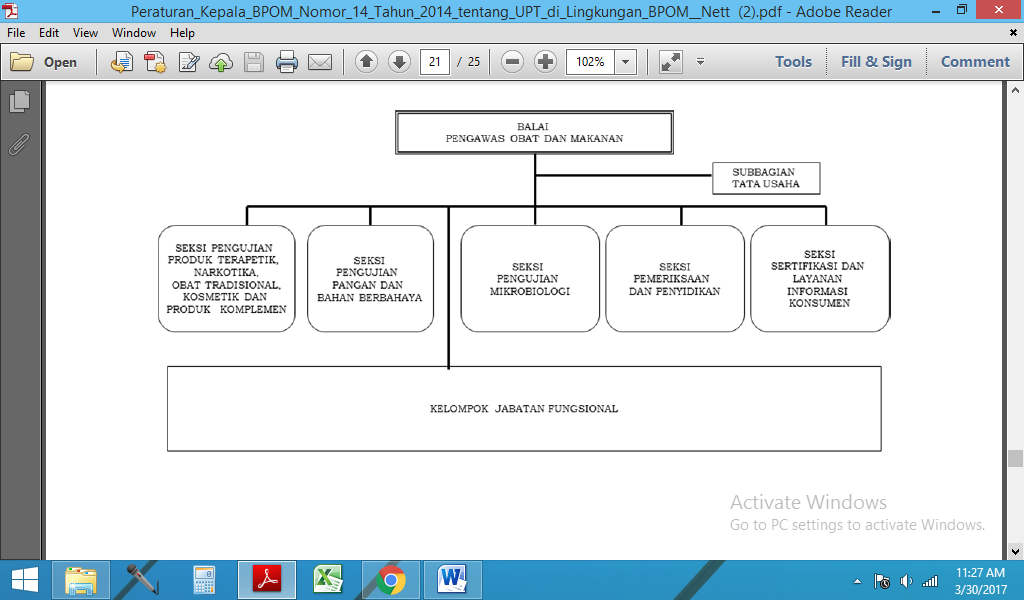 Peraturan_Kepala_BPOM_Nomor_14_Tahun_2014_tentang_UPT_di_Lingkungan_BPOM__Nett (2).pdf - Adobe Reader
File Edit View Window Help
Open 21 / 25 102% Tools Fill & Sign Comment
BALAI
PENGAWAS OBAT DAN MAKANAN
SUBBAGIAN
TATA USAHA
SEKSI PENGUJIAN
PRODUK TERAPETIK,
NARKOTIKA,
OBAT TRADISIONAL,
KOSMETIK DAN
PRODUK KOMPLEMEN
SEKSI
PENGUJIAN
PANGAN DAN
BAHAN BERBAHAYA
SEKSI
PENGUJIAN
MIKROBIOLOGI
SEKSI
PEMERIKSAAN
DAN PENYIDIKAN
SEKSI
SERTIFIKASI DAN
LAYANAN
INFORMASI
KONSUMEN
KELOMPOK JABATAN FUNGSIONAL
Activate Windows
Go to PC settings to activate Windows.
11:27 AM
3/30/2017